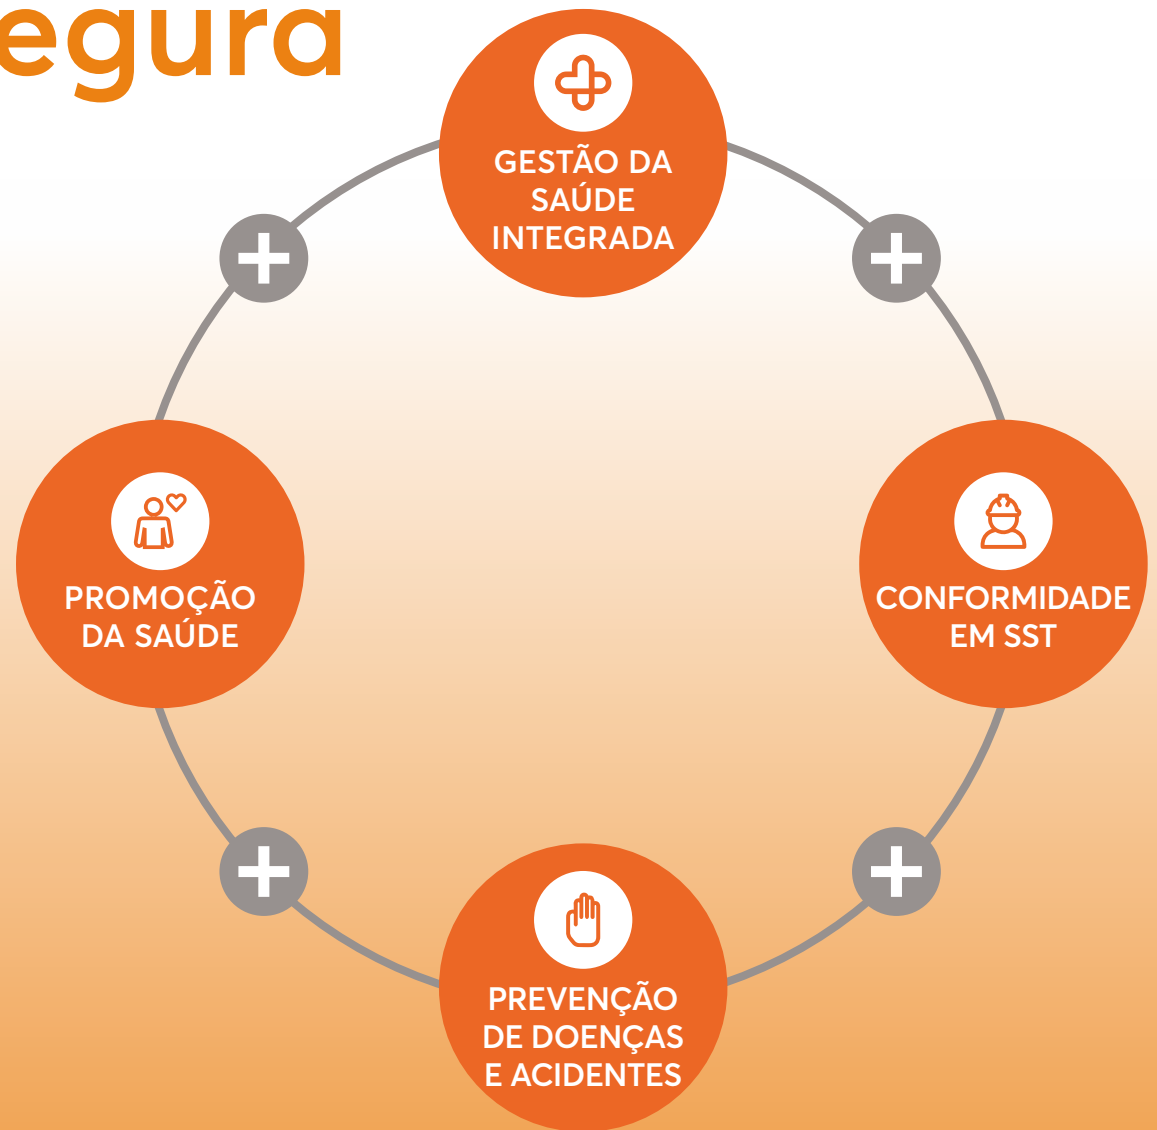 egura
GESTÃO DA
SAÚDE
INTEGRADA
PROMOÇÃO
DA SAÚDE
CONFORMIDADE
EM SST
PREVENÇÃO
DE DOENÇAS
E ACIDENTES